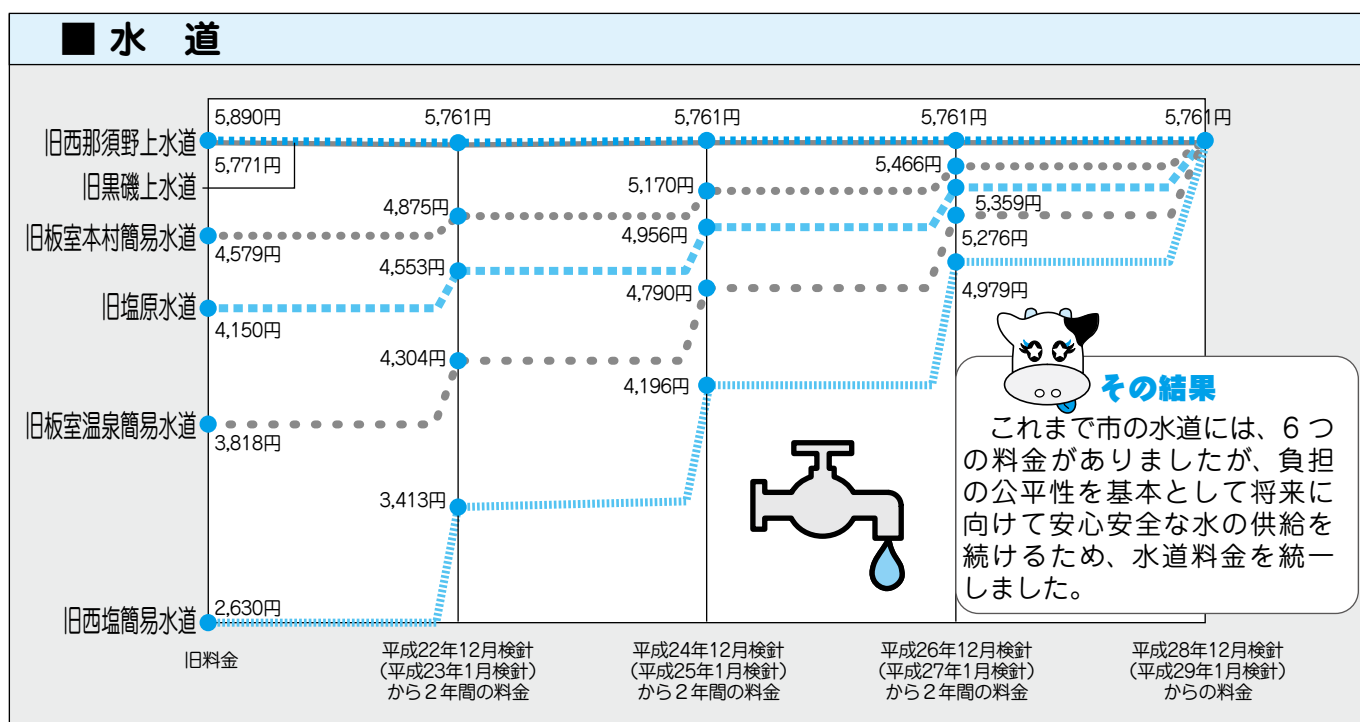 ■ 水　道
5,890円
5,761円
5,761円
5,761円
5,761円
旧西那須野上水道
5,771円
旧黒磯上水道
4,875円
5,170円
5,466円
旧板室本村簡易水道
4,579円
4,553円
4,956円
5,359円
5,276円
旧塩原水道
4,150円
4,790円
4,979円
4,304円
4,196円
旧板室温泉簡易水道
3,818円
3,413円
旧西塩簡易水道
2,630円
その結果
これまで市の水道には、６つ
の料金がありましたが、負担
の公平性を基本として将来に
向けて安心安全な水の供給を
続けるため、水道料金を統一
しました。
旧料金
平成22年12月検針
（平成23年１月検針）
から２年間の料金
平成24年12月検針
（平成25年１月検針）
から２年間の料金
平成26年12月検針
（平成27年１月検針）
から２年間の料金
平成28年12月検針
（平成29年１月検針）
からの料金